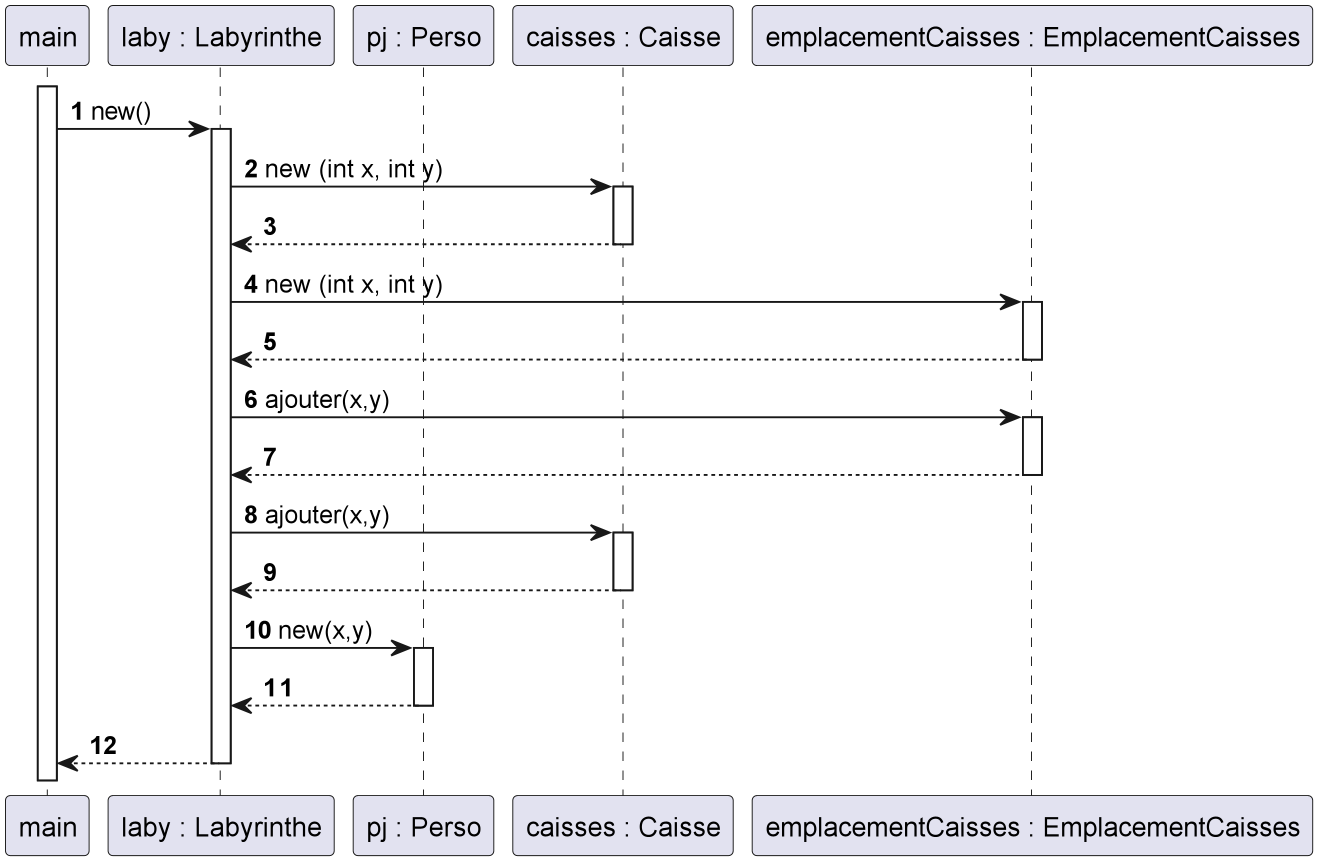 main
laby : Labyrinthe
pj : Perso
caisses : Caisse
emplacementCaisses : EmplacementCaisses
1 new()
2 new (int x, int y)
3
4 new (int x, int y)
5
6 ajouter(x,y)
7
8 ajouter(x,y)
9
10 new(x,y)
11
12
main
laby : Labyrinthe
pj : Perso
caisses : Caisse
emplacementCaisses : EmplacementCaisses